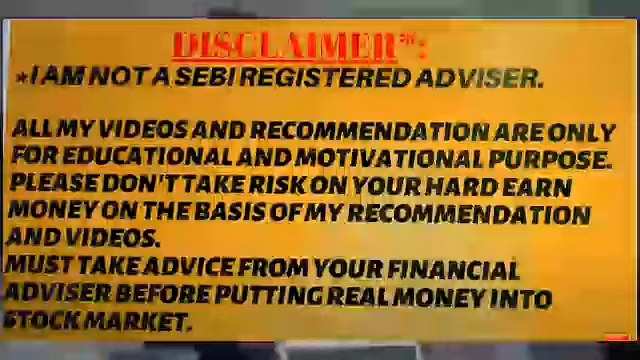 DISCLAIMER*:
*I AM NOT A SEBI REGISTERED ADVISER.
ALL MY VIDEOS AND RECOMMENDATION ARE ONLY
FOR EDUCATIONAL AND MOTIVATIONAL PURPOSE.
PLEASE DON'T TAKE RISK ON YOUR HARD EARN
MONEY ON THE BASIS OF MY RECOMMENDATION
AND VIDEOS.
MUST TAKE ADVICE FROM YOUR FINANCIAL
ADVISER BEFORE PUTTING REAL MONEY INTO
STOCK MARKET.